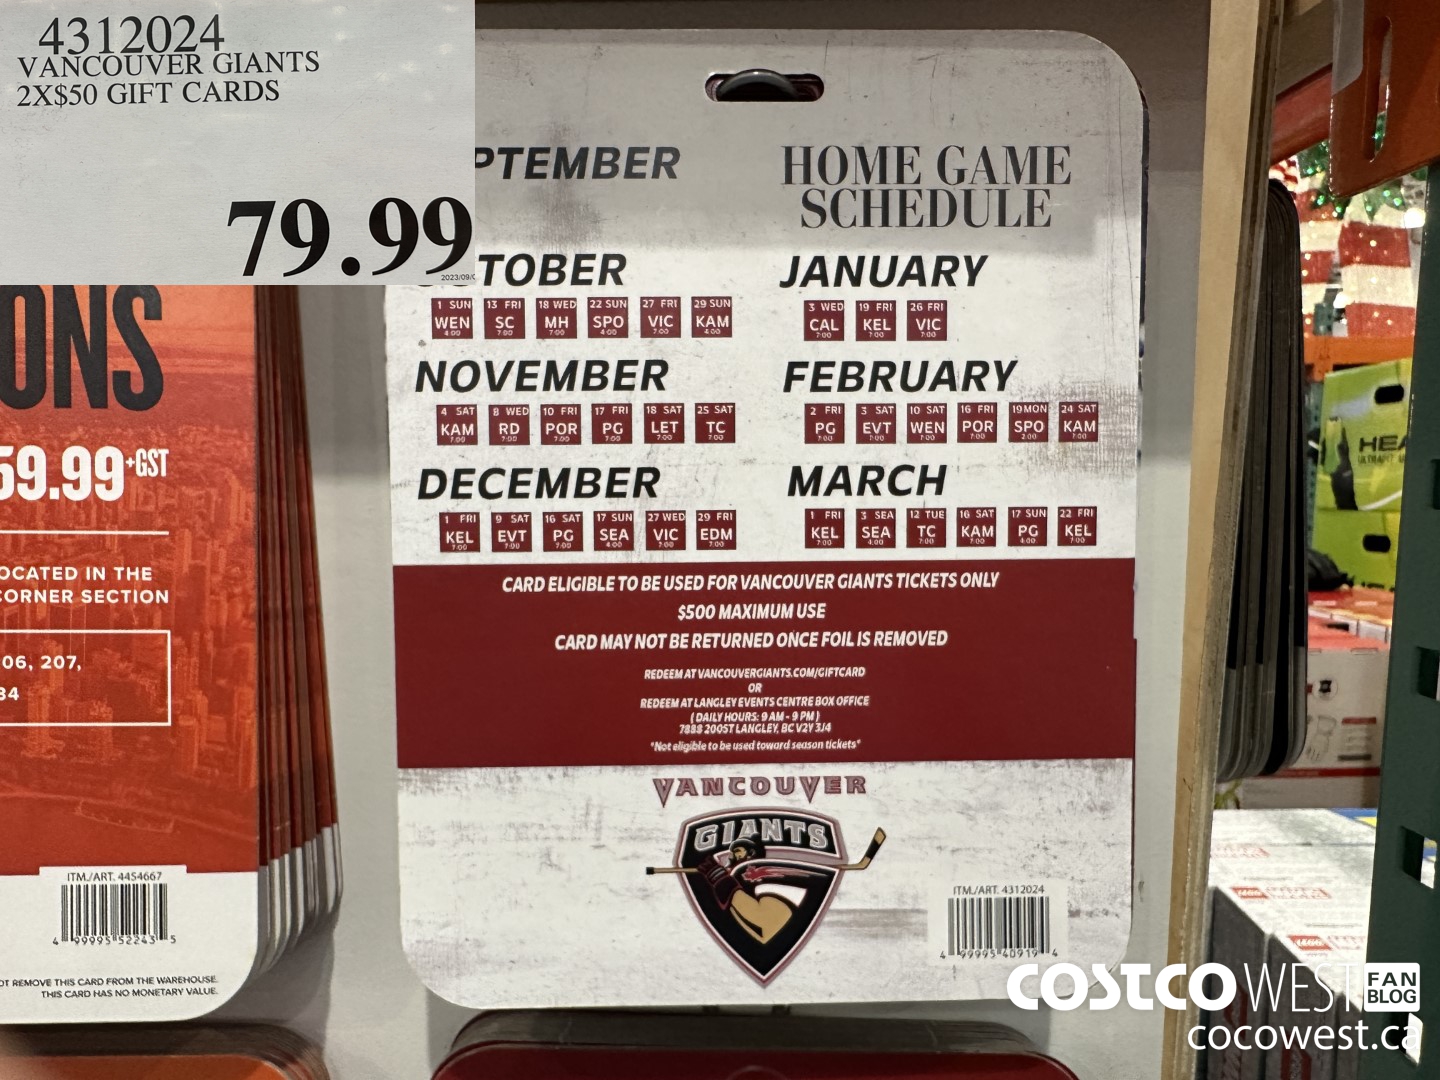 4312024
VANCOUVER GIANTS
2X$50 GIFT CARDS
79.99
PTEMBER
HOME GAME
SCHEDULE
TOBER
1 SUN WEN 4:00
13 FRI SC 7:00
18 WED MH 7:00
22 SUN SPO 4:00
27 FRI VIC 7:00
29 SUN KAM 4:00
NOVEMBER
4 SAT KAM 7:00
8 WED RD 7:00
10 FRI POR 7:00
17 FRI PG 7:00
18 SAT LET 7:00
25 SAT TC 7:00
DECEMBER
1 FRI KEL 7:00
9 SAT EVT 7:00
16 SAT PG 7:00
17 SUN SEA 4:00
27 WED VIC 7:00
29 FRI EDM 7:00
JANUARY
3 WED CAL 7:00
19 FRI KEL 7:00
26 FRI VIC 7:00
FEBRUARY
2 FRI PG 7:00
3 SAT EVT 7:00
10 SAT WEN 7:00
16 FRI POR 7:00
19 MON SPO 2:00
24 SAT KAM 7:00
MARCH
1 FRI KEL 7:00
3 SEA SEA 4:00
12 TUE TC 7:00
16 SAT KAM 7:00
17 SUN PG 4:00
22 FRI KEL 7:00
CARD ELIGIBLE TO BE USED FOR VANCOUVER GIANTS TICKETS ONLY
$500 MAXIMUM USE
CARD MAY NOT BE RETURNED ONCE FOIL IS REMOVED
REDEEM AT VANCOUVERGIANTS.COM/GIFTCARD
OR
REDEEM AT LANGLEY EVENTS CENTRE BOX OFFICE
( DAILY HOURS: 9 AM - 9 PM )
7888 200ST LANGLEY, BC V2Y 3J4
*Not eligible to be used toward season tickets*
VANCOUVER
GIANTS
ITM./ART. 4312024
4 99995 40919 4
ONS
59.99+GST
OCATED IN THE
CORNER SECTION
06, 207,
34
ITM./ART. 4454667
4 99995 52243 5
OT REMOVE THIS CARD FROM THE WAREHOUSE.
THIS CARD HAS NO MONETARY VALUE.
HEA
COSTCO WEST FAN BLOG
cocowest.ca